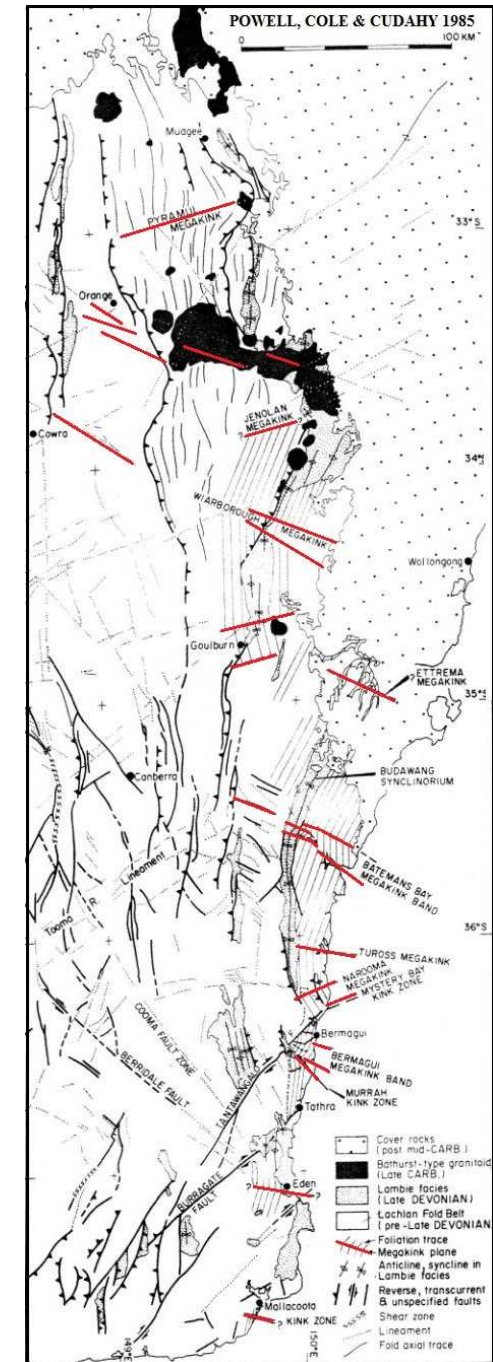 POWELL, COLE & CUDAHY 1985
0
100 KM
Mudgee
PYRAMUL
MEGAKINK
33°S
Orange
JENOLAN
MEGAKINK
?
?
Cowra
34°S
WIARBOROUGH MEGAKINK
Wollongong
Goulburn
ETTREMA
MEGAKINK
35°S
BUDAWANG
SYNCLINORIUM
Canberra
Tooma R Lineament
BATEMANS BAY
MEGAKINK BAND
36°S
TUROSS MEGAKINK
NAROOMA
MEGAKINK
MYSTERY BAY
KINK ZONE
COOMA FAULT ZONE
Bermagui
BERMAGUI
MEGAKINK BAND
BERRIDALE FAULT
TANTAWANGALO
MURRAH
KINK ZONE
Tathra
BURRAGATE
FAULT
? Eden
?
Cover rocks
(post mid-CARB.)
Bathurst-type granitoid
(Late CARB.)
Lambie facies
(Late DEVONIAN)
Lachlan Fold Belt
(pre-Late DEVONIAN)
Foliation trace
Megakink plane
Anticline, syncline in
Lambie facies
Reverse, transcurrent
& unspecified faults
Shear zone
Lineament
Fold axial trace
Mallacoota
? KINK ZONE
149°E
150°E